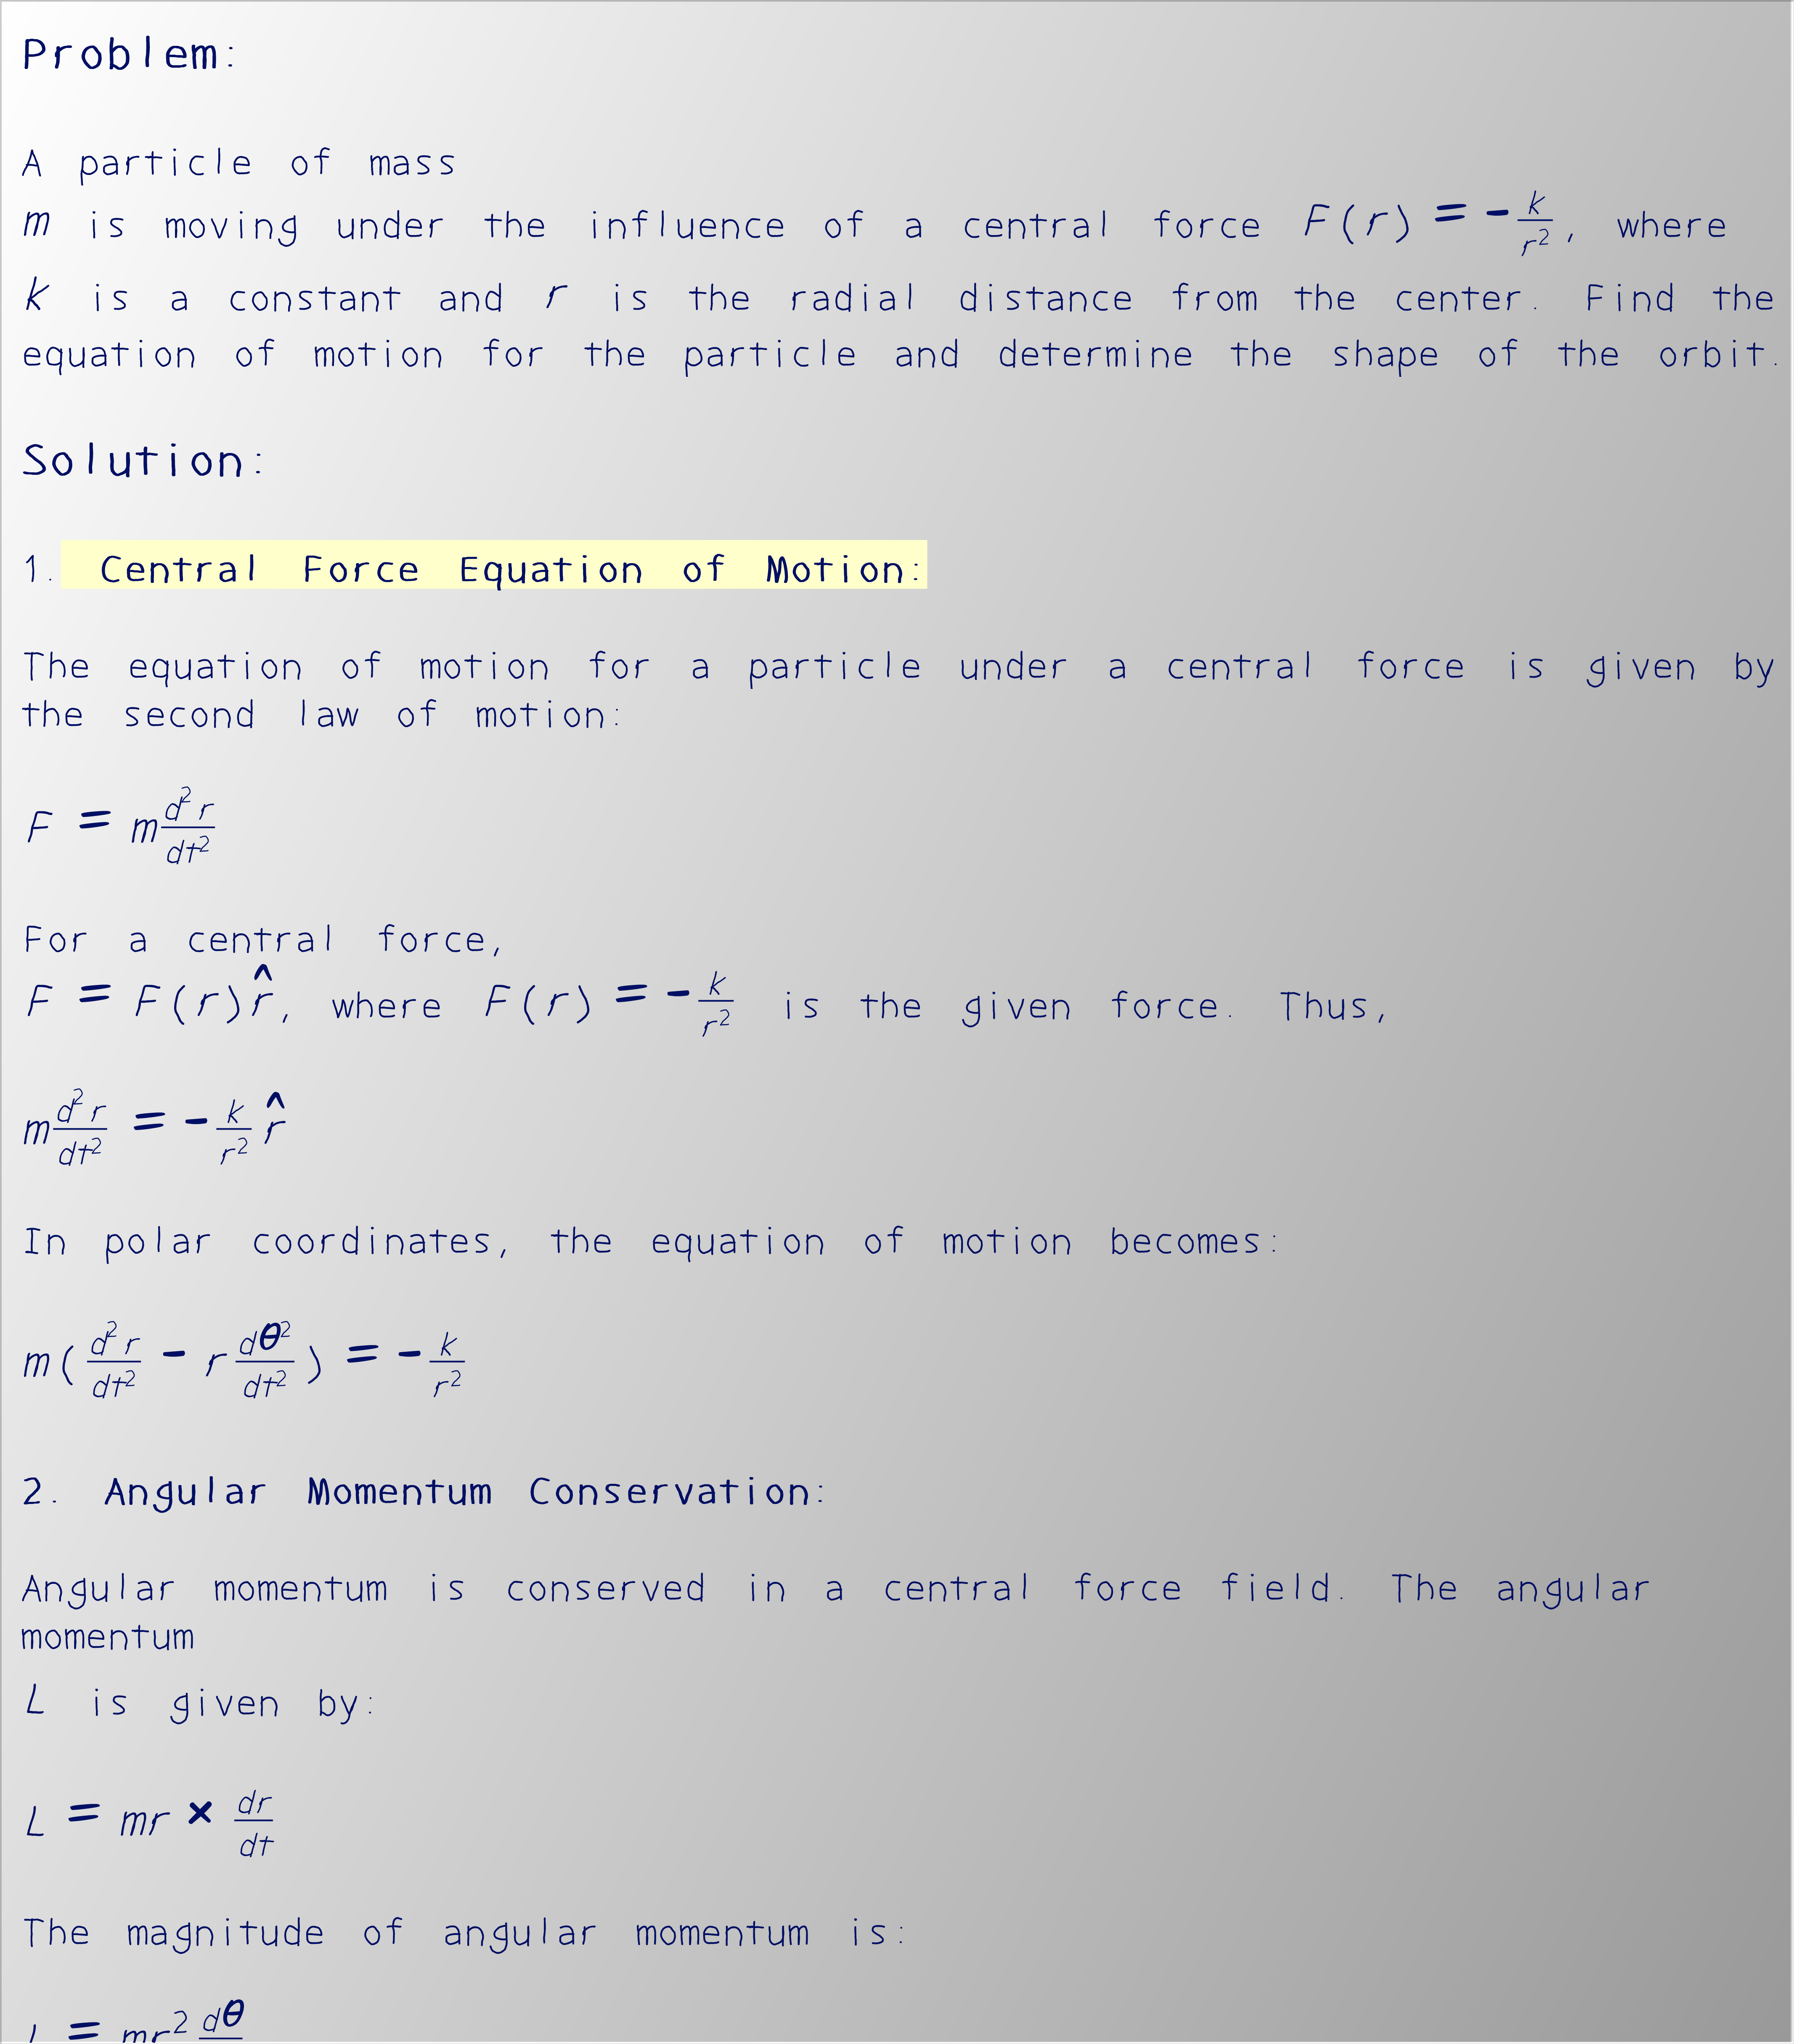 Problem:
A particle of mass
m is moving under the influence of a central force F(r) = -\frac{k}{r^2}, where
k is a constant and r is the radial distance from the center. Find the
equation of motion for the particle and determine the shape of the orbit.
Solution:
1. Central Force Equation of Motion:
The equation of motion for a particle under a central force is given by
the second law of motion:
F = m\frac{d^2 r}{dt^2}
For a central force,
F = F(r)\hat{r}, where F(r) = -\frac{k}{r^2} is the given force. Thus,
m\frac{d^2 r}{dt^2} = -\frac{k}{r^2}\hat{r}
In polar coordinates, the equation of motion becomes:
m(\frac{d^2 r}{dt^2} - r\frac{dθ^2}{dt^2}) = -\frac{k}{r^2}
2. Angular Momentum Conservation:
Angular momentum is conserved in a central force field. The angular
momentum
L is given by:
L = mr × \frac{dr}{dt}
The magnitude of angular momentum is:
= mr^2 dθ